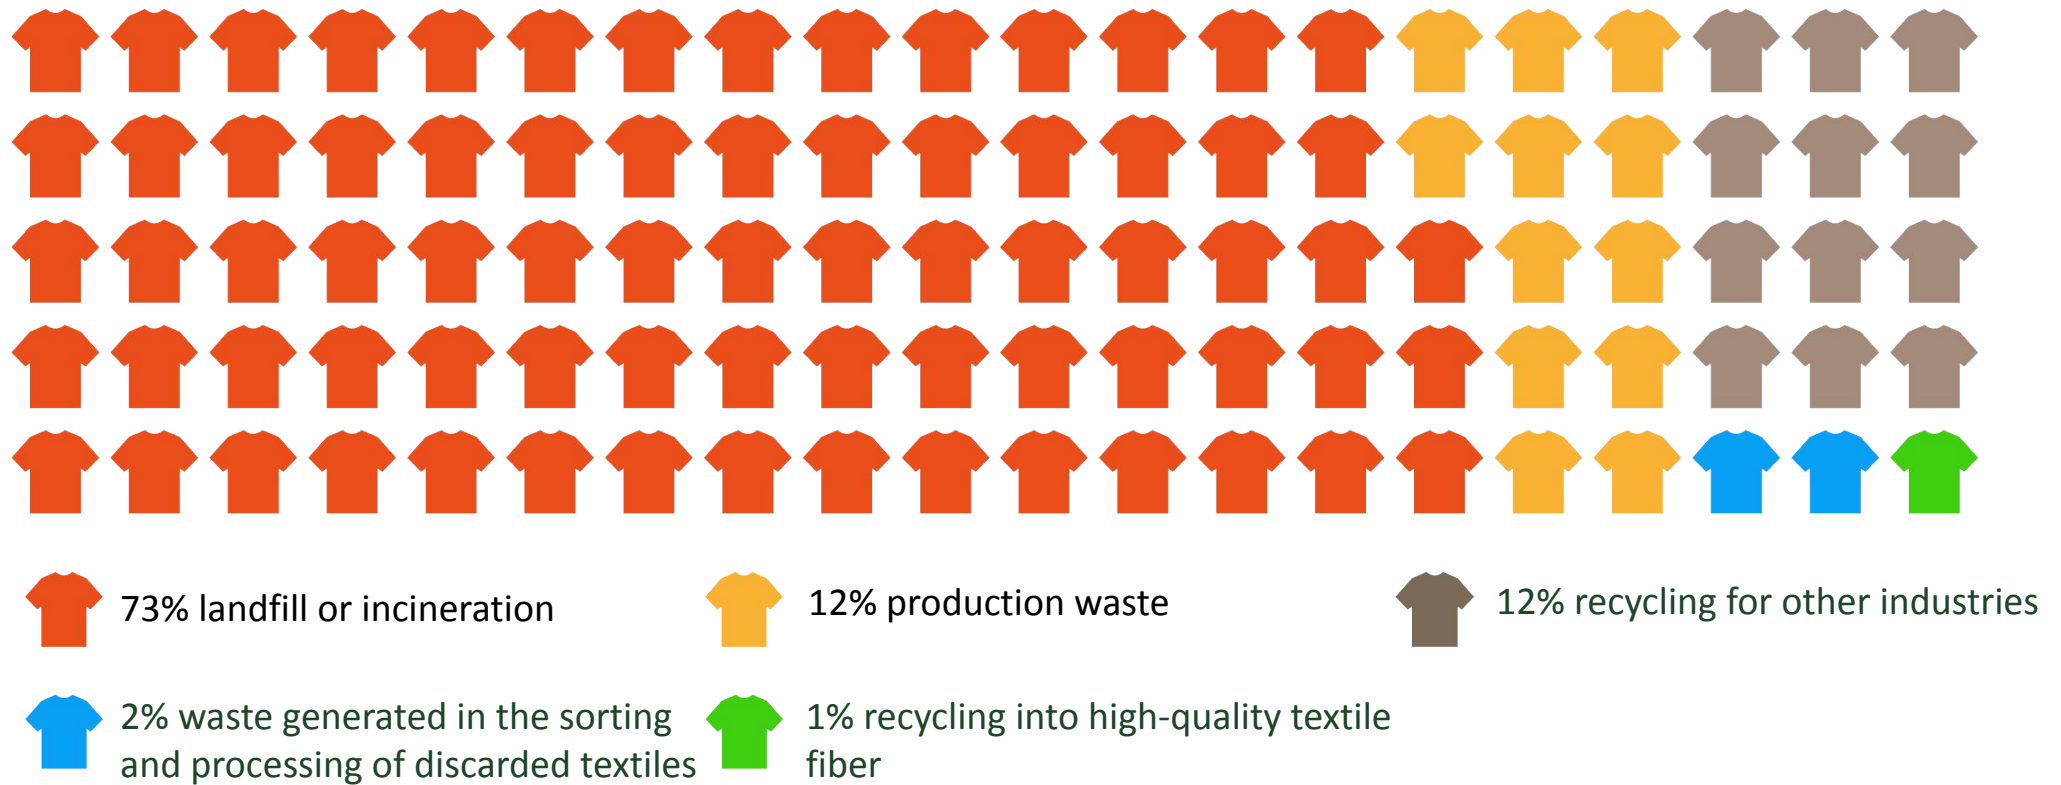 73% landfill or incineration
12% production waste
12% recycling for other industries
2% waste generated in the sorting
and processing of discarded textiles
1% recycling into high-quality textile
fiber